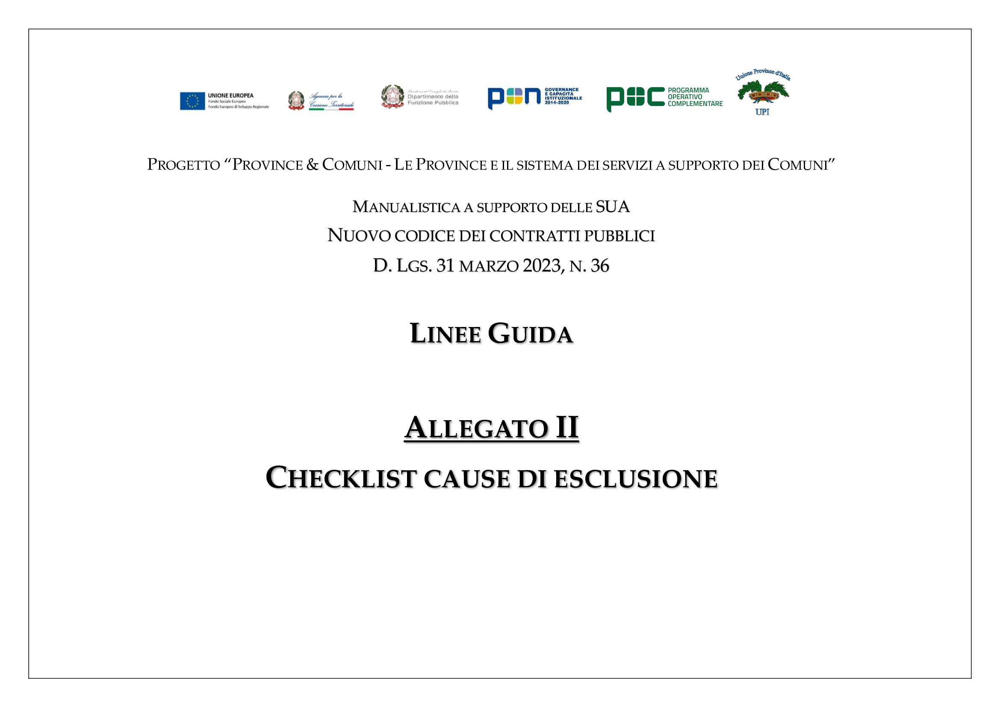 UNIONE EUROPEA
Fondo Sociale Europeo
Fondo Europeo di Sviluppo Regionale
Agenzia per la
Coesione Territoriale
Presidenza del Consiglio dei Ministri
Dipartimento della
Funzione Pubblica
pon
GOVERNANCE
E CAPACITÀ
ISTITUZIONALE
2014-2020
poc
PROGRAMMA
OPERATIVO
COMPLEMENTARE
Unione Province d'Italia
UPI
PROGETTO “PROVINCE & COMUNI - LE PROVINCE E IL SISTEMA DEI SERVIZI A SUPPORTO DEI COMUNI”
MANUALISTICA A SUPPORTO DELLE SUA
NUOVO CODICE DEI CONTRATTI PUBBLICI
D. LGS. 31 MARZO 2023, N. 36
LINEE GUIDA
ALLEGATO II
CHECKLIST CAUSE DI ESCLUSIONE